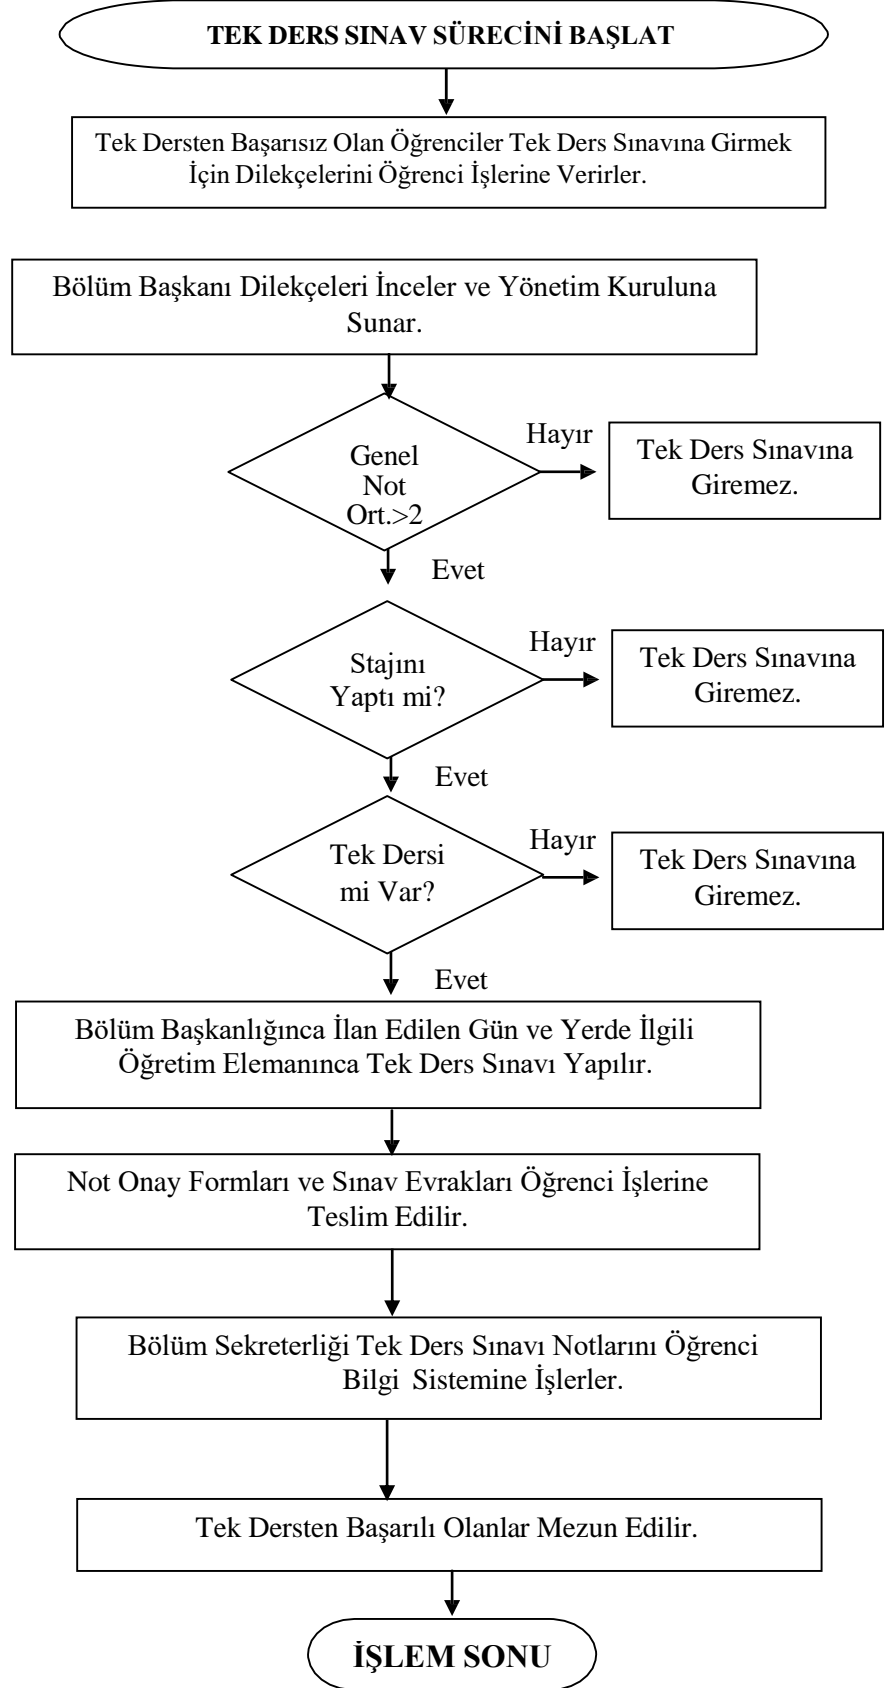 TEK DERS SINAV SÜRECİNİ BAŞLAT
Tek Dersten Başarısız Olan Öğrenciler Tek Ders Sınavına Girmek
İçin Dilekçelerini Öğrenci İşlerine Verirler.
Bölüm Başkanı Dilekçeleri İnceler ve Yönetim Kuruluna
Sunar.
Genel
Not
Ort.>2
Hayır
Tek Ders Sınavına
Giremez.
Evet
Stajını
Yaptı mi?
Hayır
Tek Ders Sınavına
Giremez.
Evet
Tek Dersi
mi Var?
Hayır
Tek Ders Sınavına
Giremez.
Evet
Bölüm Başkanlığınca İlan Edilen Gün ve Yerde İlgili
Öğretim Elemanınca Tek Ders Sınavı Yapılır.
Not Onay Formları ve Sınav Evrakları Öğrenci İşlerine
Teslim Edilir.
Bölüm Sekreterliği Tek Ders Sınavı Notlarını Öğrenci
Bilgi Sistemine İşlerler.
Tek Dersten Başarılı Olanlar Mezun Edilir.
İŞLEM SONU